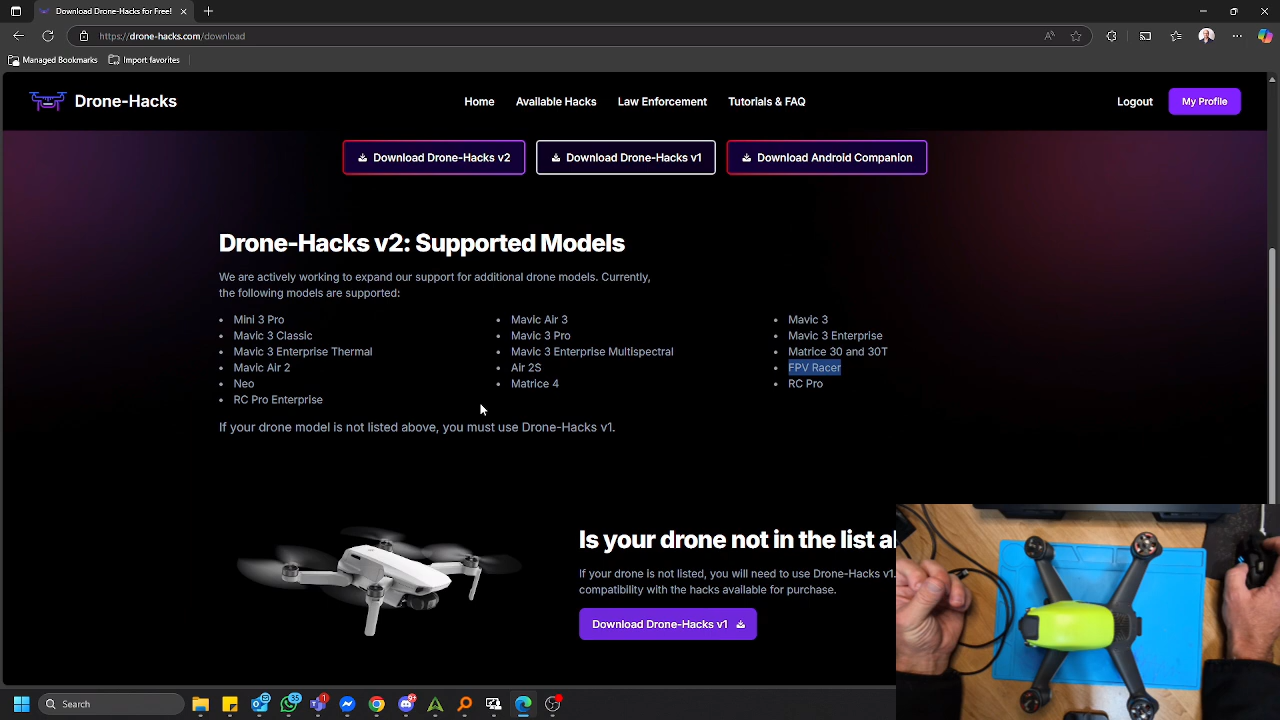 Download Drone-Hacks for Free!
https://drone-hacks.com/download
Managed Bookmarks
Import favorites
Drone-Hacks
Home
Available Hacks
Law Enforcement
Tutorials & FAQ
Logout
My Profile
Download Drone-Hacks v2
Download Drone-Hacks v1
Download Android Companion
Drone-Hacks v2: Supported Models
We are actively working to expand our support for additional drone models. Currently,
the following models are supported:
Mini 3 Pro
Mavic Air 3
Mavic 3
Mavic 3 Classic
Mavic 3 Pro
Mavic 3 Enterprise
Mavic 3 Enterprise Thermal
Mavic 3 Enterprise Multispectral
Matrice 30 and 30T
Mavic Air 2
Air 2S
FPV Racer
Neo
Matrice 4
RC Pro
RC Pro Enterprise
If your drone model is not listed above, you must use Drone-Hacks v1.
Is your drone not in the list a
If your drone is not listed, you will need to use Drone-Hacks v1.
compatibility with the hacks available for purchase.
Download Drone-Hacks v1
Search
35
1
9+